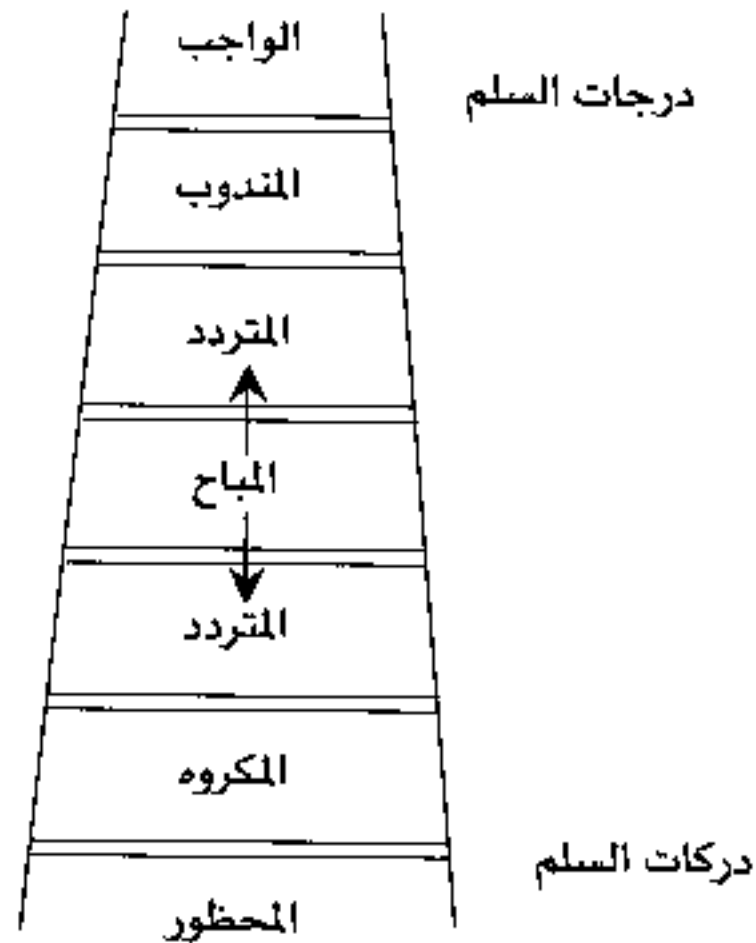 الواجب
درجات السلم
المندوب
المتردد
المباح
المتردد
المكروه
دركات السلم
المحظور